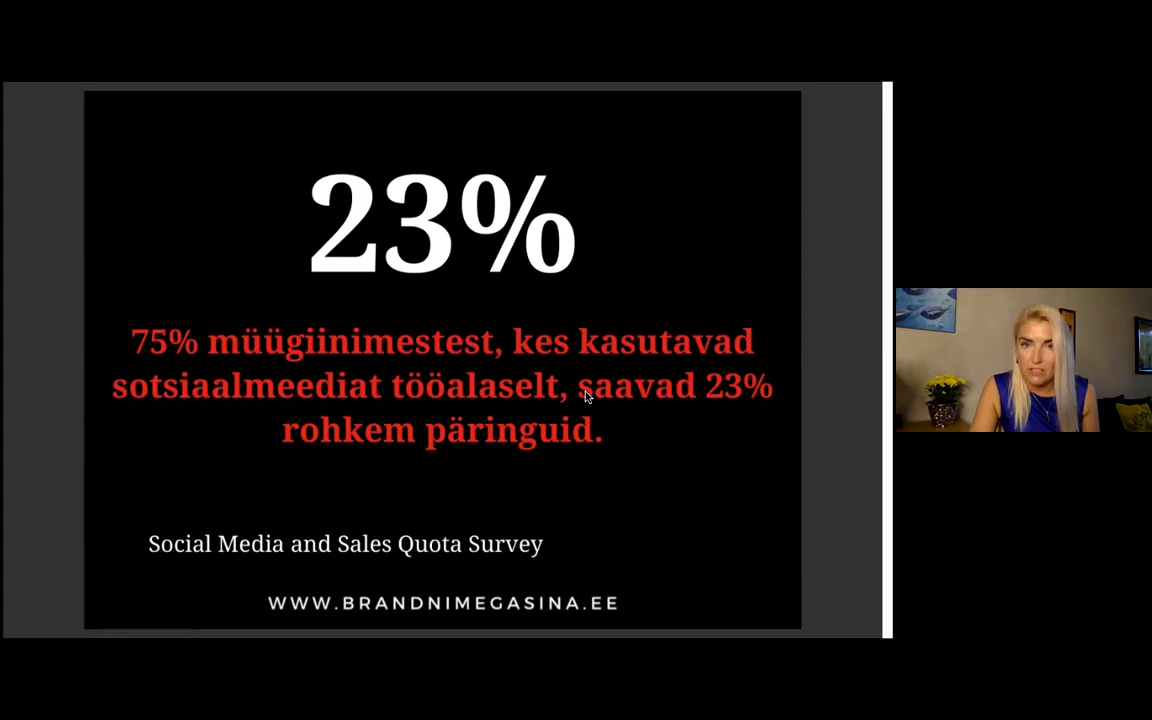 23%
75% müügiinimestest, kes kasutavad
sotsiaalmeediat tööalaselt, saavad 23%
rohkem päringuid.
Social Media and Sales Quota Survey
WWW.BRANDNIMEGASINA.EE